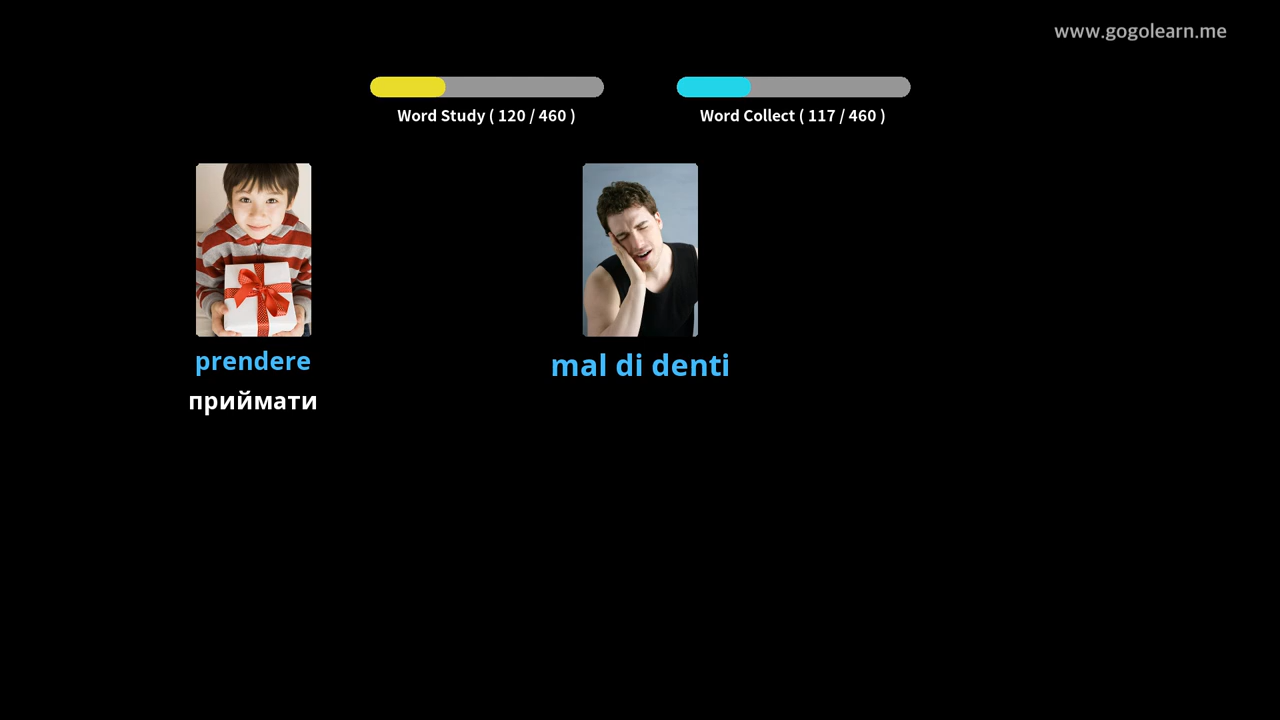 www.gogolearn.me
Word Study ( 120 / 460 )
Word Collect ( 117 / 460 )
prendere
приймати
mal di denti